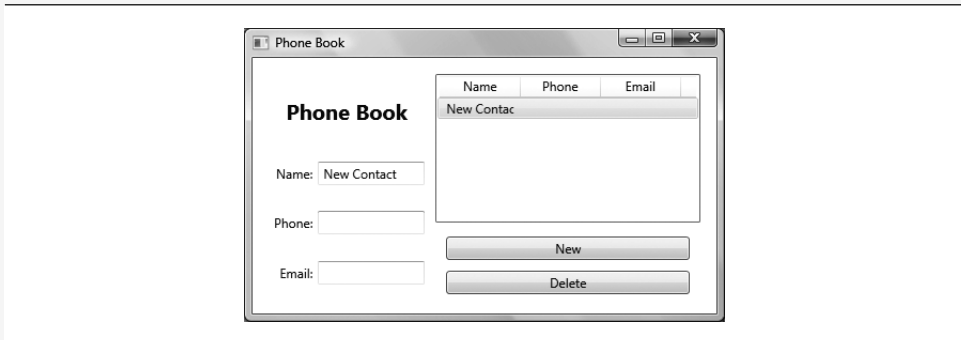 Phone Book
Phone Book
Name: New Contact
Phone:
Email:
Name Phone Email
New Contac
New
Delete